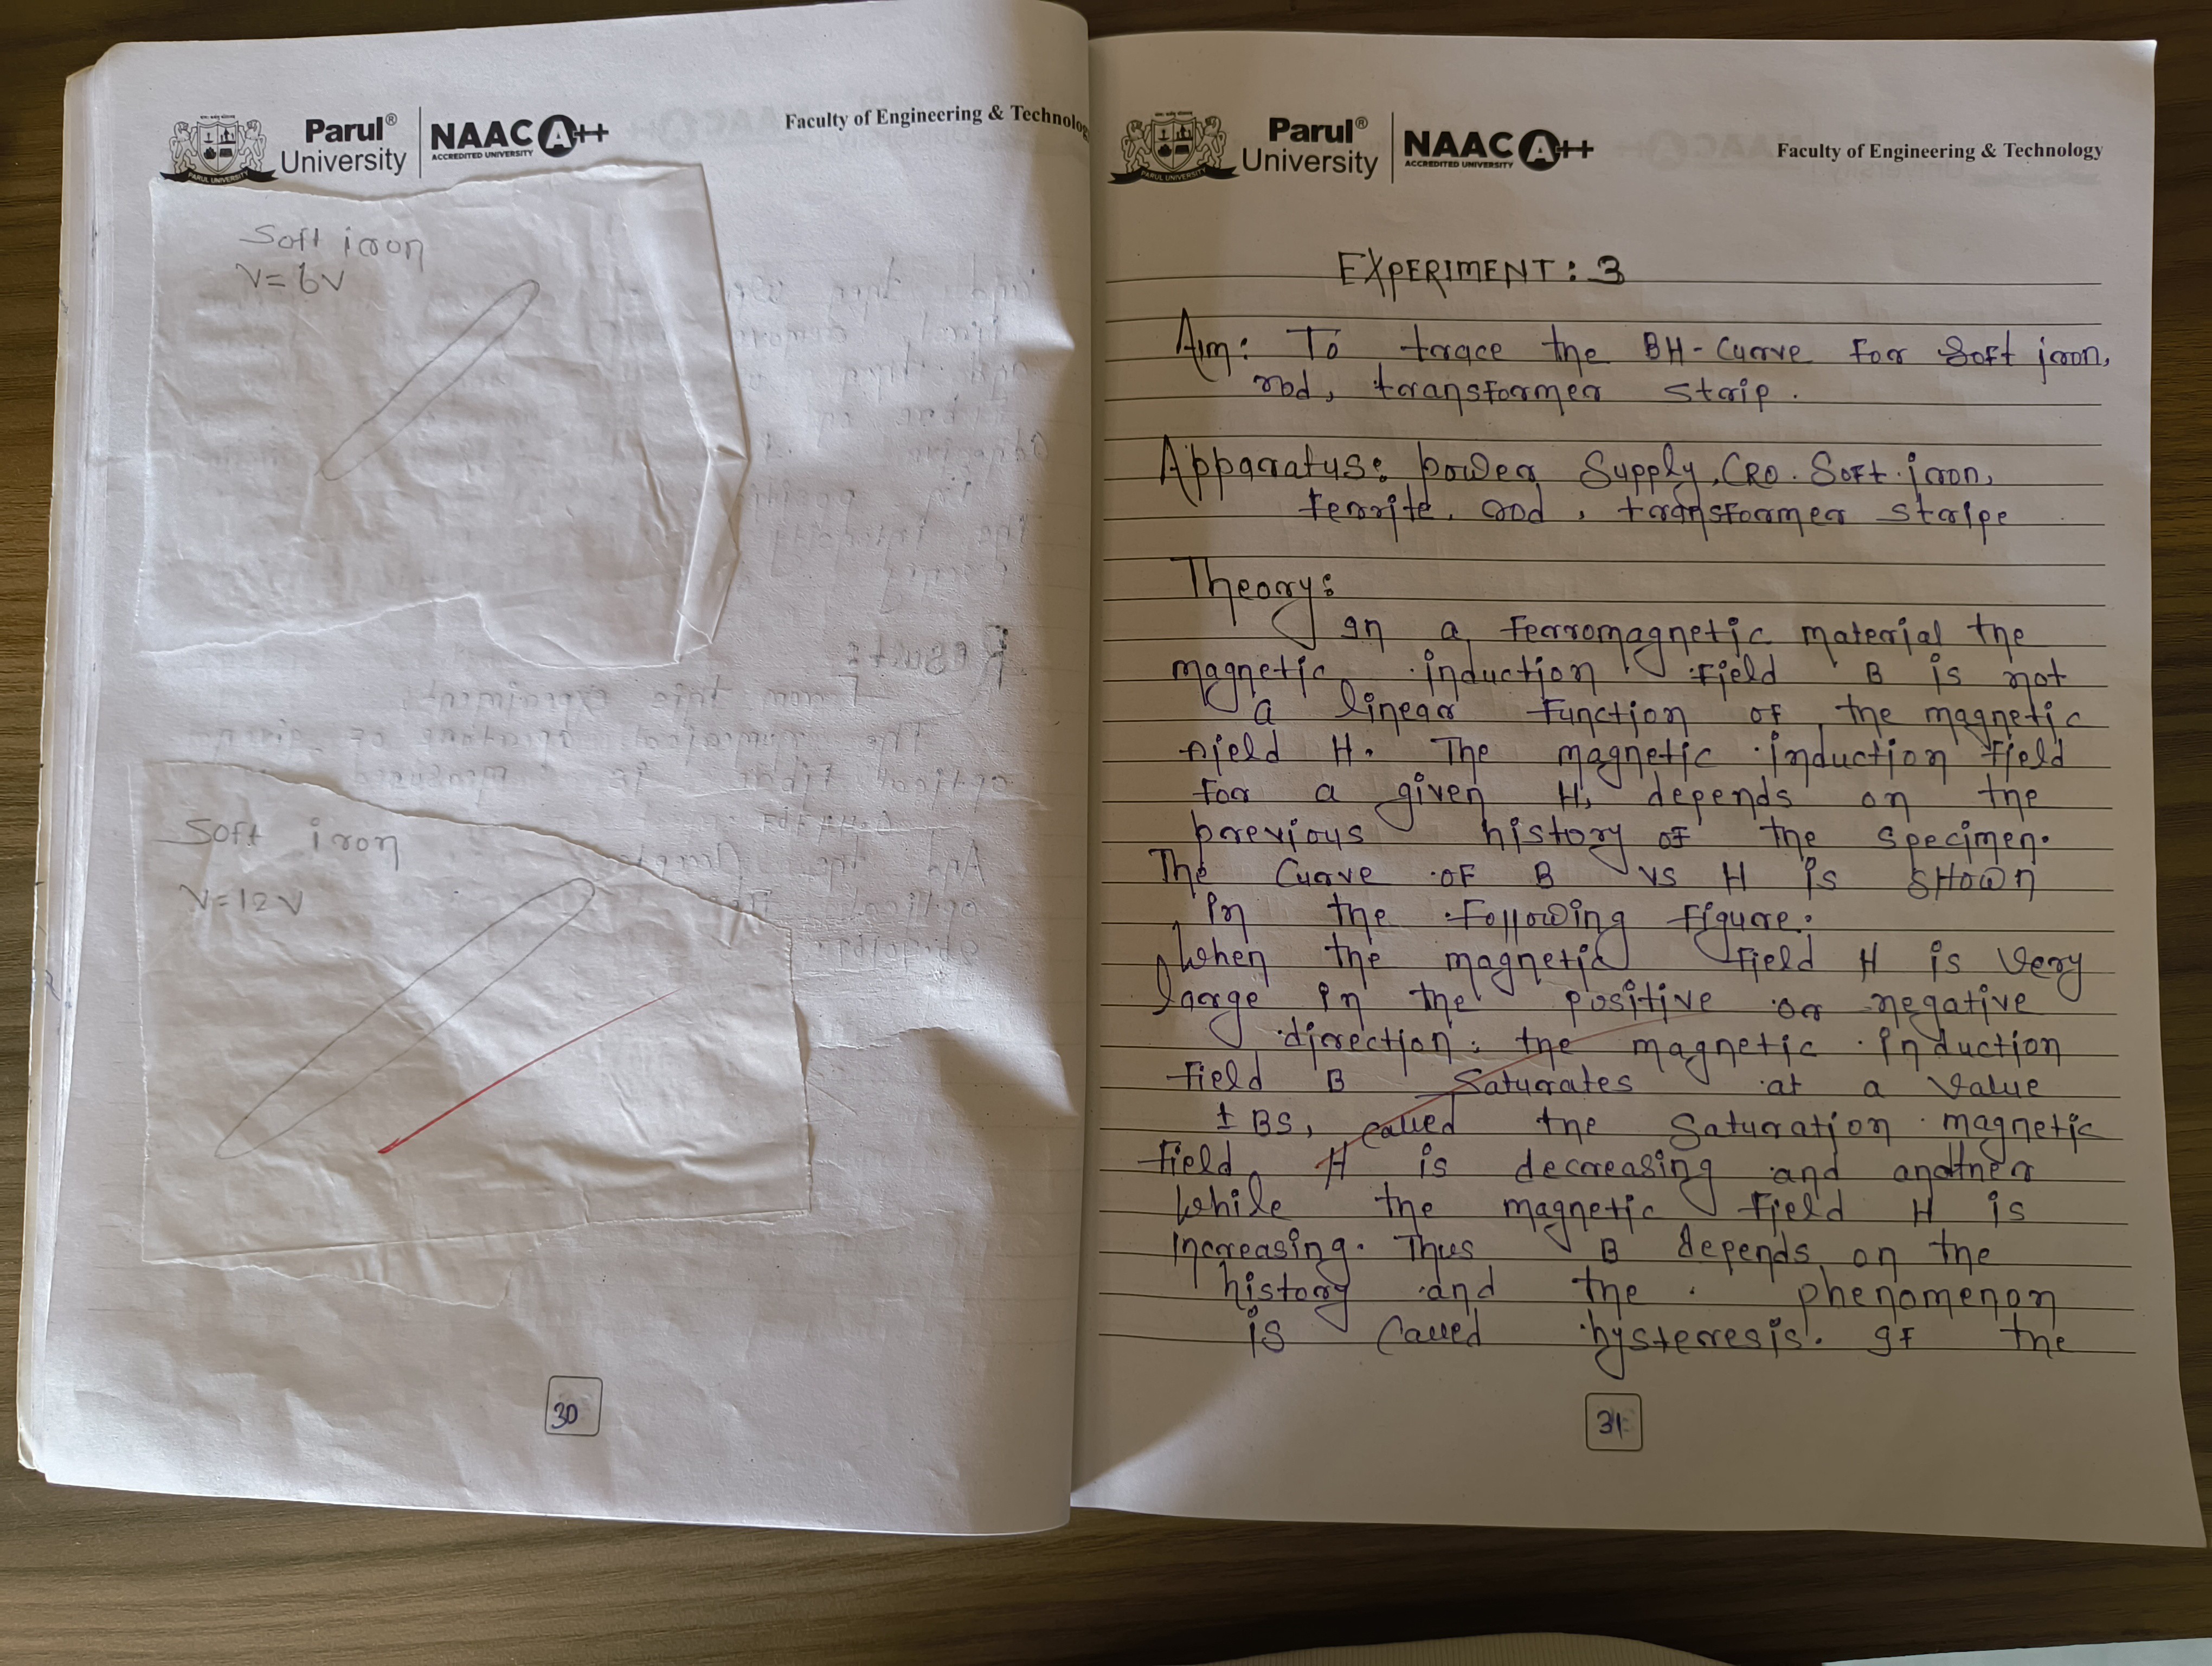 Parul® University
NAAC A++
ACCREDITED UNIVERSITY
PARUL UNIVERSITY
Faculty of Engineering & Technology
Soft iron
V=6V
Soft iron
V=12V
30
Parul® University
NAAC A++
ACCREDITED UNIVERSITY
PARUL UNIVERSITY
Faculty of Engineering & Technology
EXPERIMENT: 3
Aim: To trace the BH-Curve for Soft iron,
rod, transformer strip.
Apparatus: power Supply, CRO. Soft iron,
ferrite, rod, transformer stripe
Theory:
In a ferromagnetic material the
magnetic induction field B is not
a linear function of the magnetic
field H. The magnetic induction field
for a given H, depends on the
previous history of the specimen.
The Curve of B vs H is SHOWN
in the following figure:
When the magnetic field H is very
large in the positive or negative
direction: the magnetic induction
field B Saturates at a value
± BS, called the Saturation magnetic
field. H is decreasing and another
while the magnetic field H is
increasing. Thus B depends on the
history and the phenomenon
is called hysterresis. If the
31